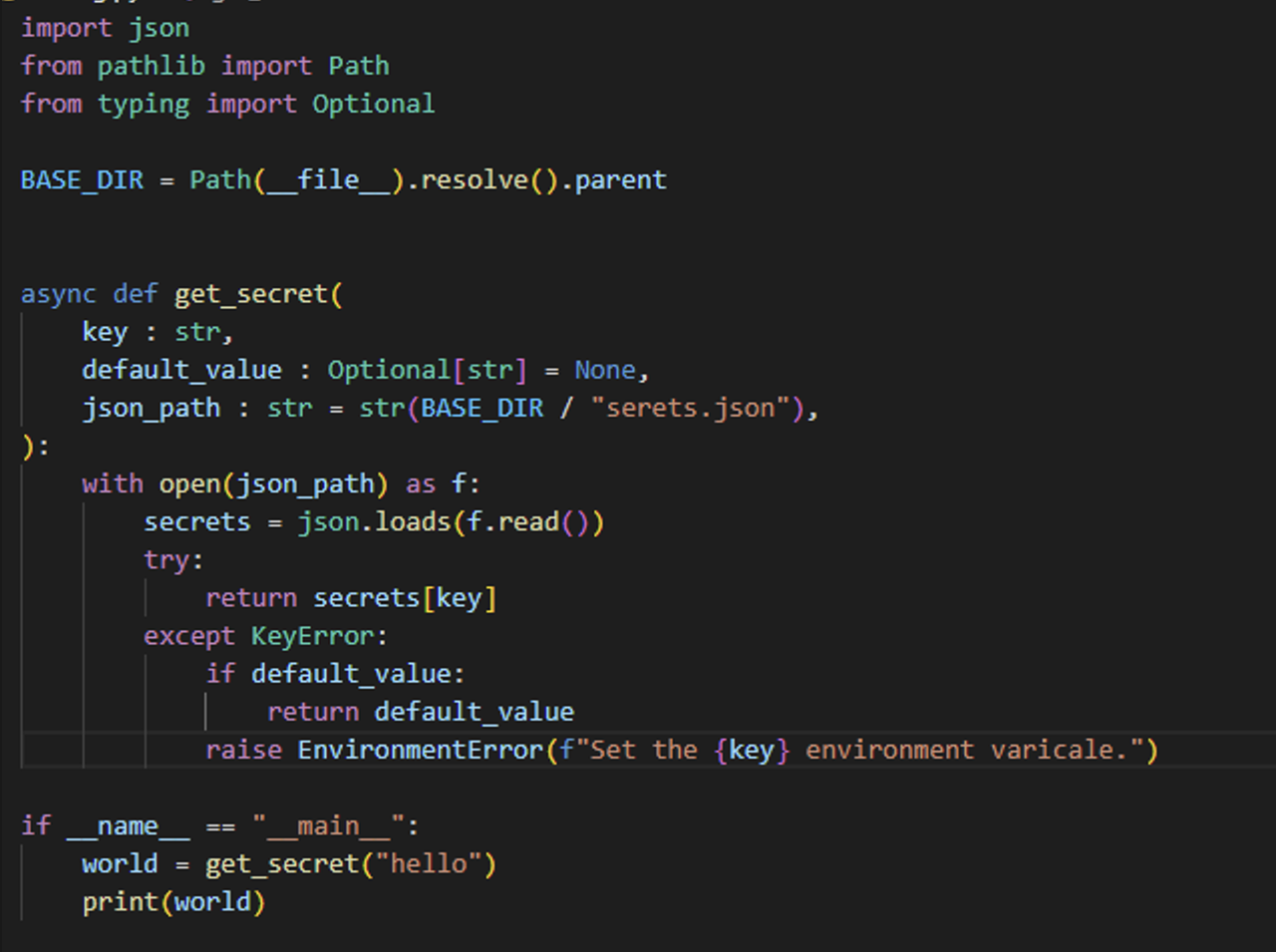 import json
from pathlib import Path
from typing import Optional
BASE_DIR = Path(__file__).resolve().parent
async def get_secret(
    key : str,
    default_value : Optional[str] = None,
    json_path : str = str(BASE_DIR / "serets.json"),
):
    with open(json_path) as f:
        secrets = json.loads(f.read())
        try:
            return secrets[key]
        except KeyError:
            if default_value:
                return default_value
            raise EnvironmentError(f"Set the {key} environment varicale.")
if __name__ == "__main__":
    world = get_secret("hello")
    print(world)